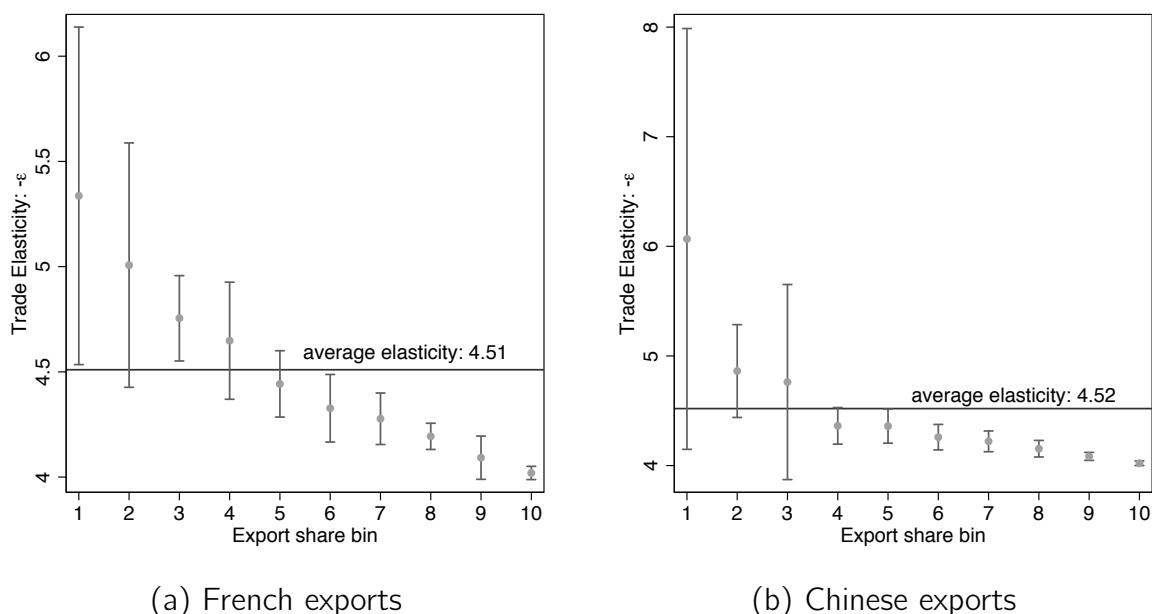 Trade Elasticity: -ε
6
5.5
5
4.5
4
average elasticity: 4.51
1 2 3 4 5 6 7 8 9 10
Export share bin
(a) French exports
Trade Elasticity: -ε
8
7
6
5
4
average elasticity: 4.52
1 2 3 4 5 6 7 8 9 10
Export share bin
(b) Chinese exports